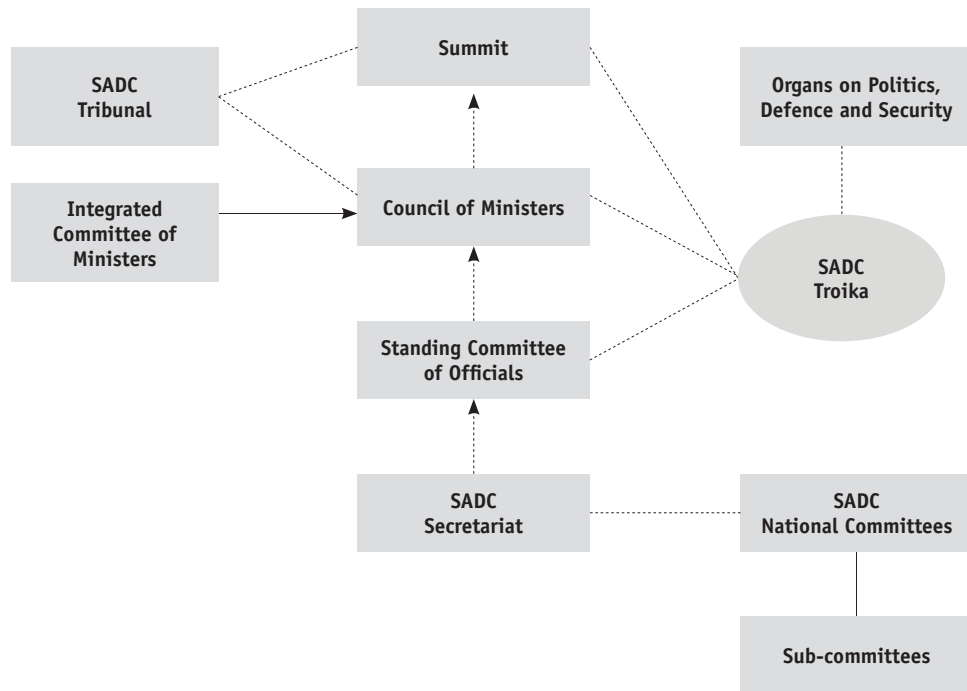 Summit
SADC
Tribunal
Organs on Politics,
Defence and Security
Council of Ministers
Integrated
Committee of
Ministers
SADC
Troika
Standing Committee
of Officials
SADC
Secretariat
SADC
National Committees
Sub-committees